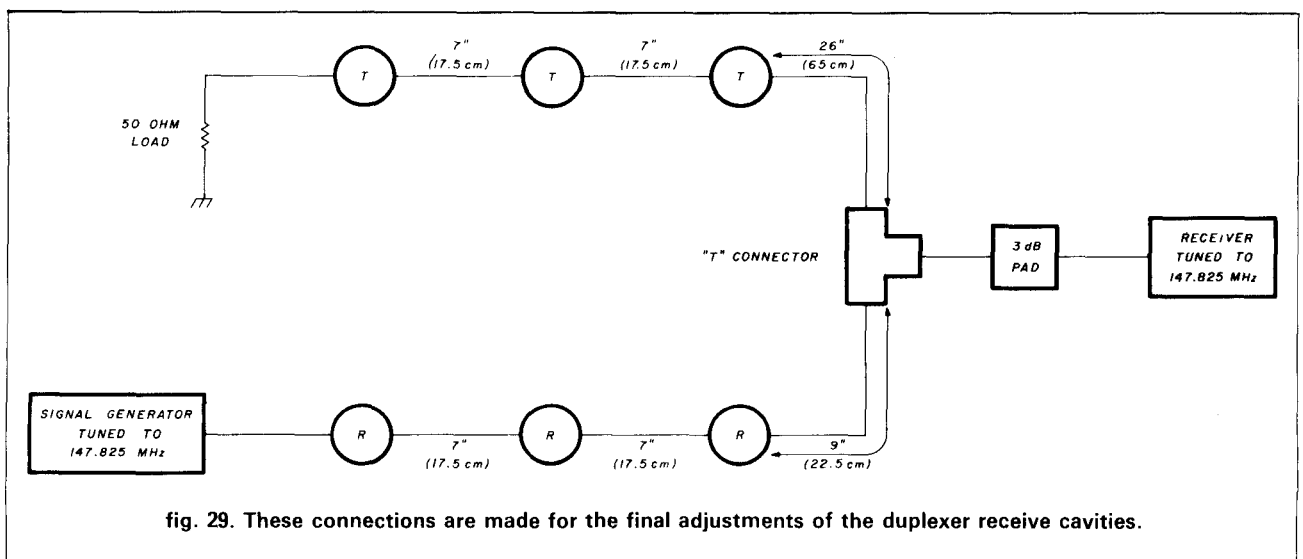 7" 7" 26"
(17.5 cm) (17.5 cm) (65 cm)
T T T
50 OHM
LOAD
"T" CONNECTOR
3 dB
PAD
RECEIVER
TUNED TO
147.825 MHz
SIGNAL GENERATOR
TUNED TO
147.825 MHz
R R R
7" 7" 9"
(17.5 cm) (17.5 cm) (22.5 cm)
fig. 29. These connections are made for the final adjustments of the duplexer receive cavities.